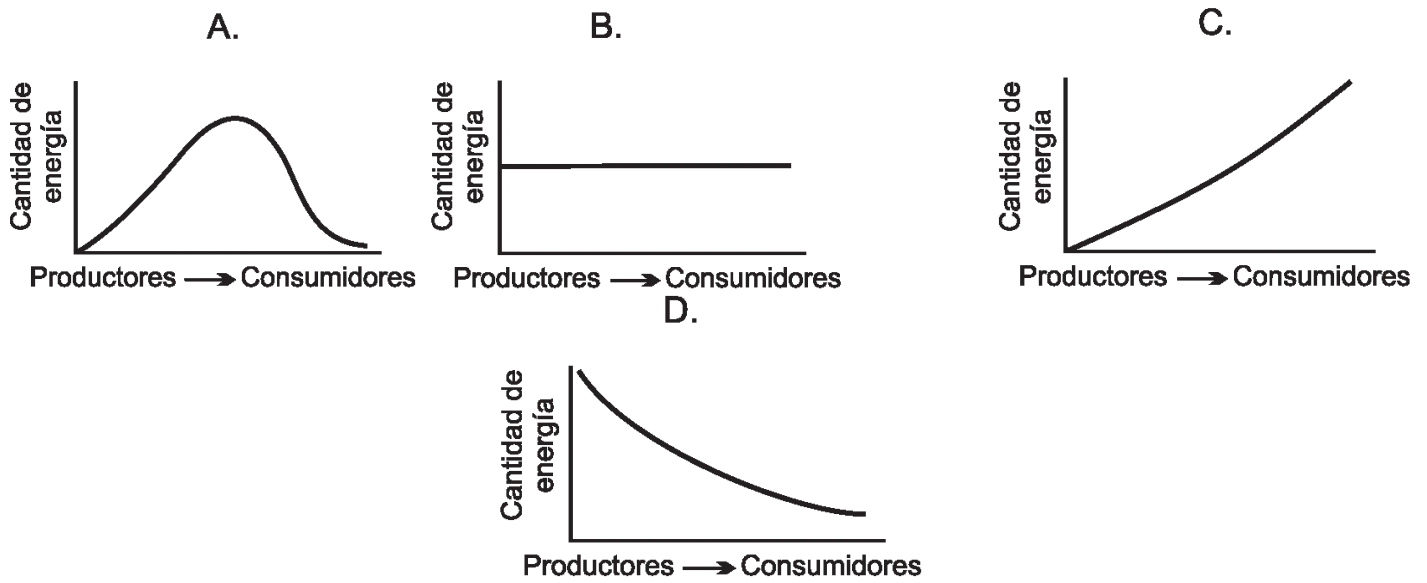 A.
Cantidad de
energía
Productores → Consumidores
B.
Cantidad de
energía
Productores → Consumidores
C.
Cantidad de
energía
Productores → Consumidores
D.
Cantidad de
energía
Productores → Consumidores